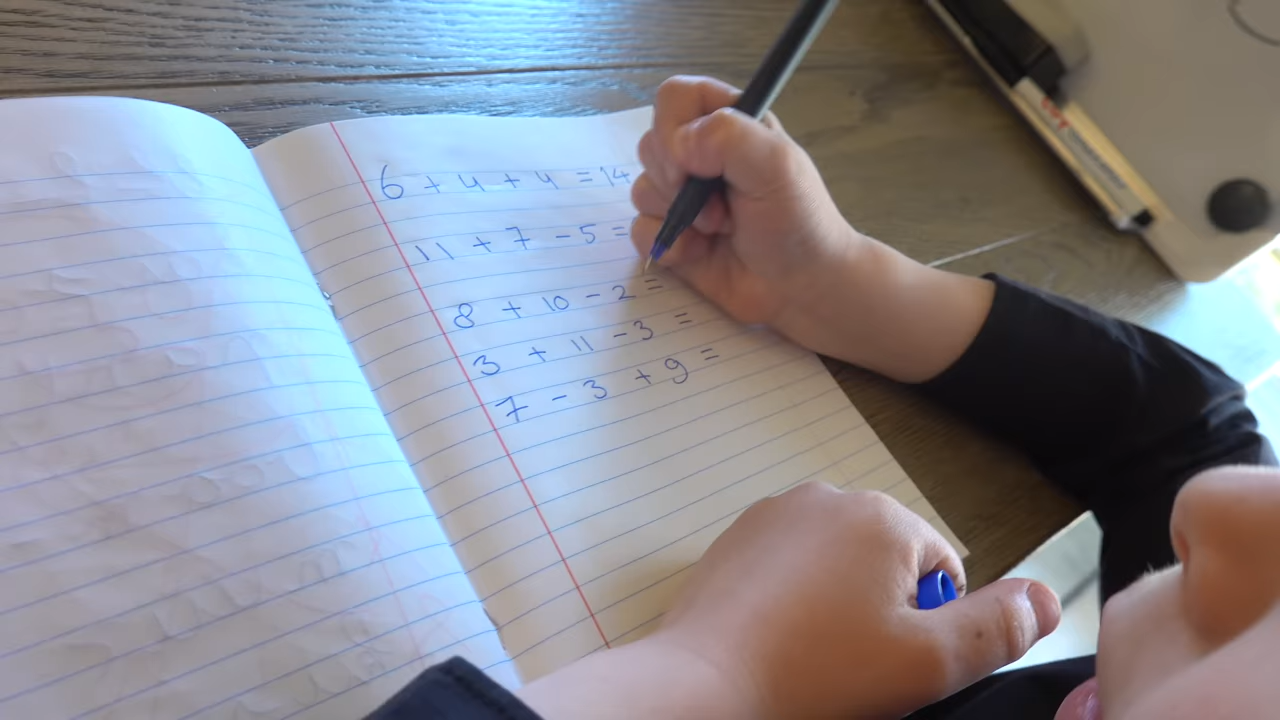 6 + 4 + 4 = 14
11 + 7 - 5 =
8 + 10 - 2 =
3 + 11 - 3 =
7 - 3 + 9 =